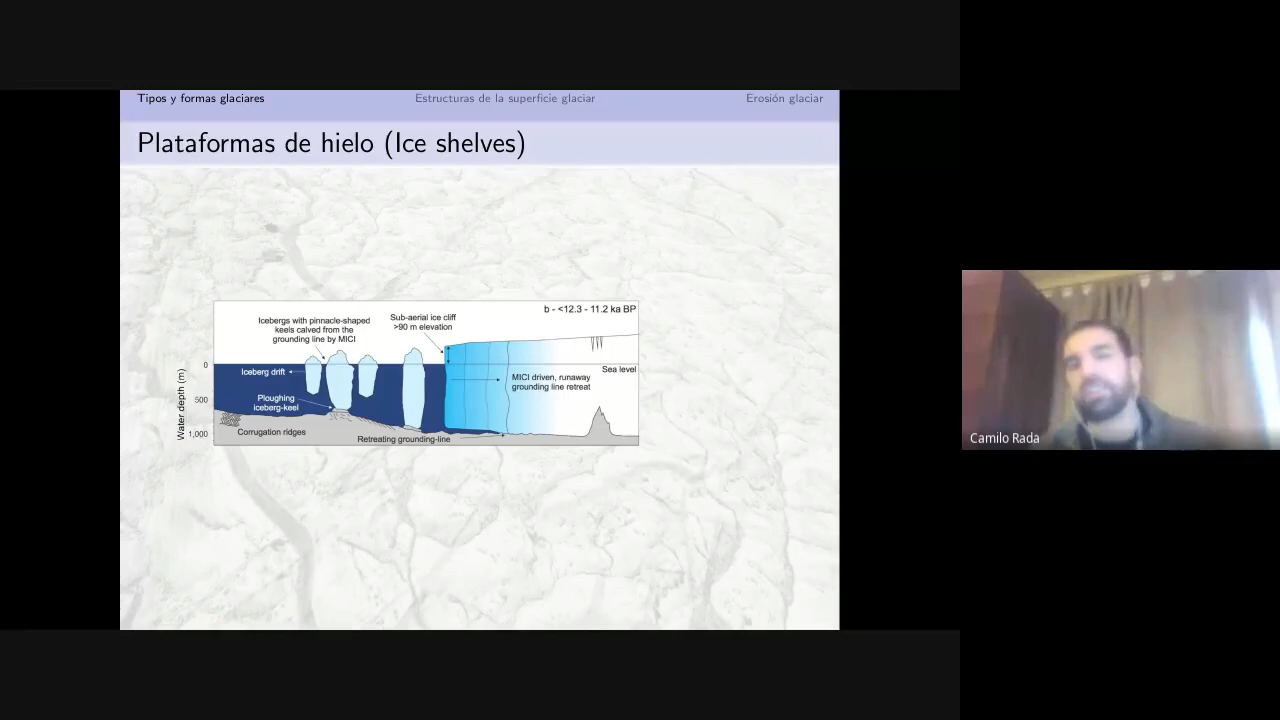 Tipos y formas glaciares
Estructuras de la superficie glaciar
Erosión glaciar
Plataformas de hielo (Ice shelves)
b - <12.3 - 11.2 ka BP
Icebergs with pinnacle-shaped
keels calved from the
grounding line by MICI
Sub-aerial ice cliff
>90 m elevation
0
Sea level
Iceberg drift
MICI driven, runaway
grounding line retreat
Water depth (m)
500
Ploughing
iceberg-keel
1,000
Corrugation ridges
Retreating grounding-line
Camilo Rada